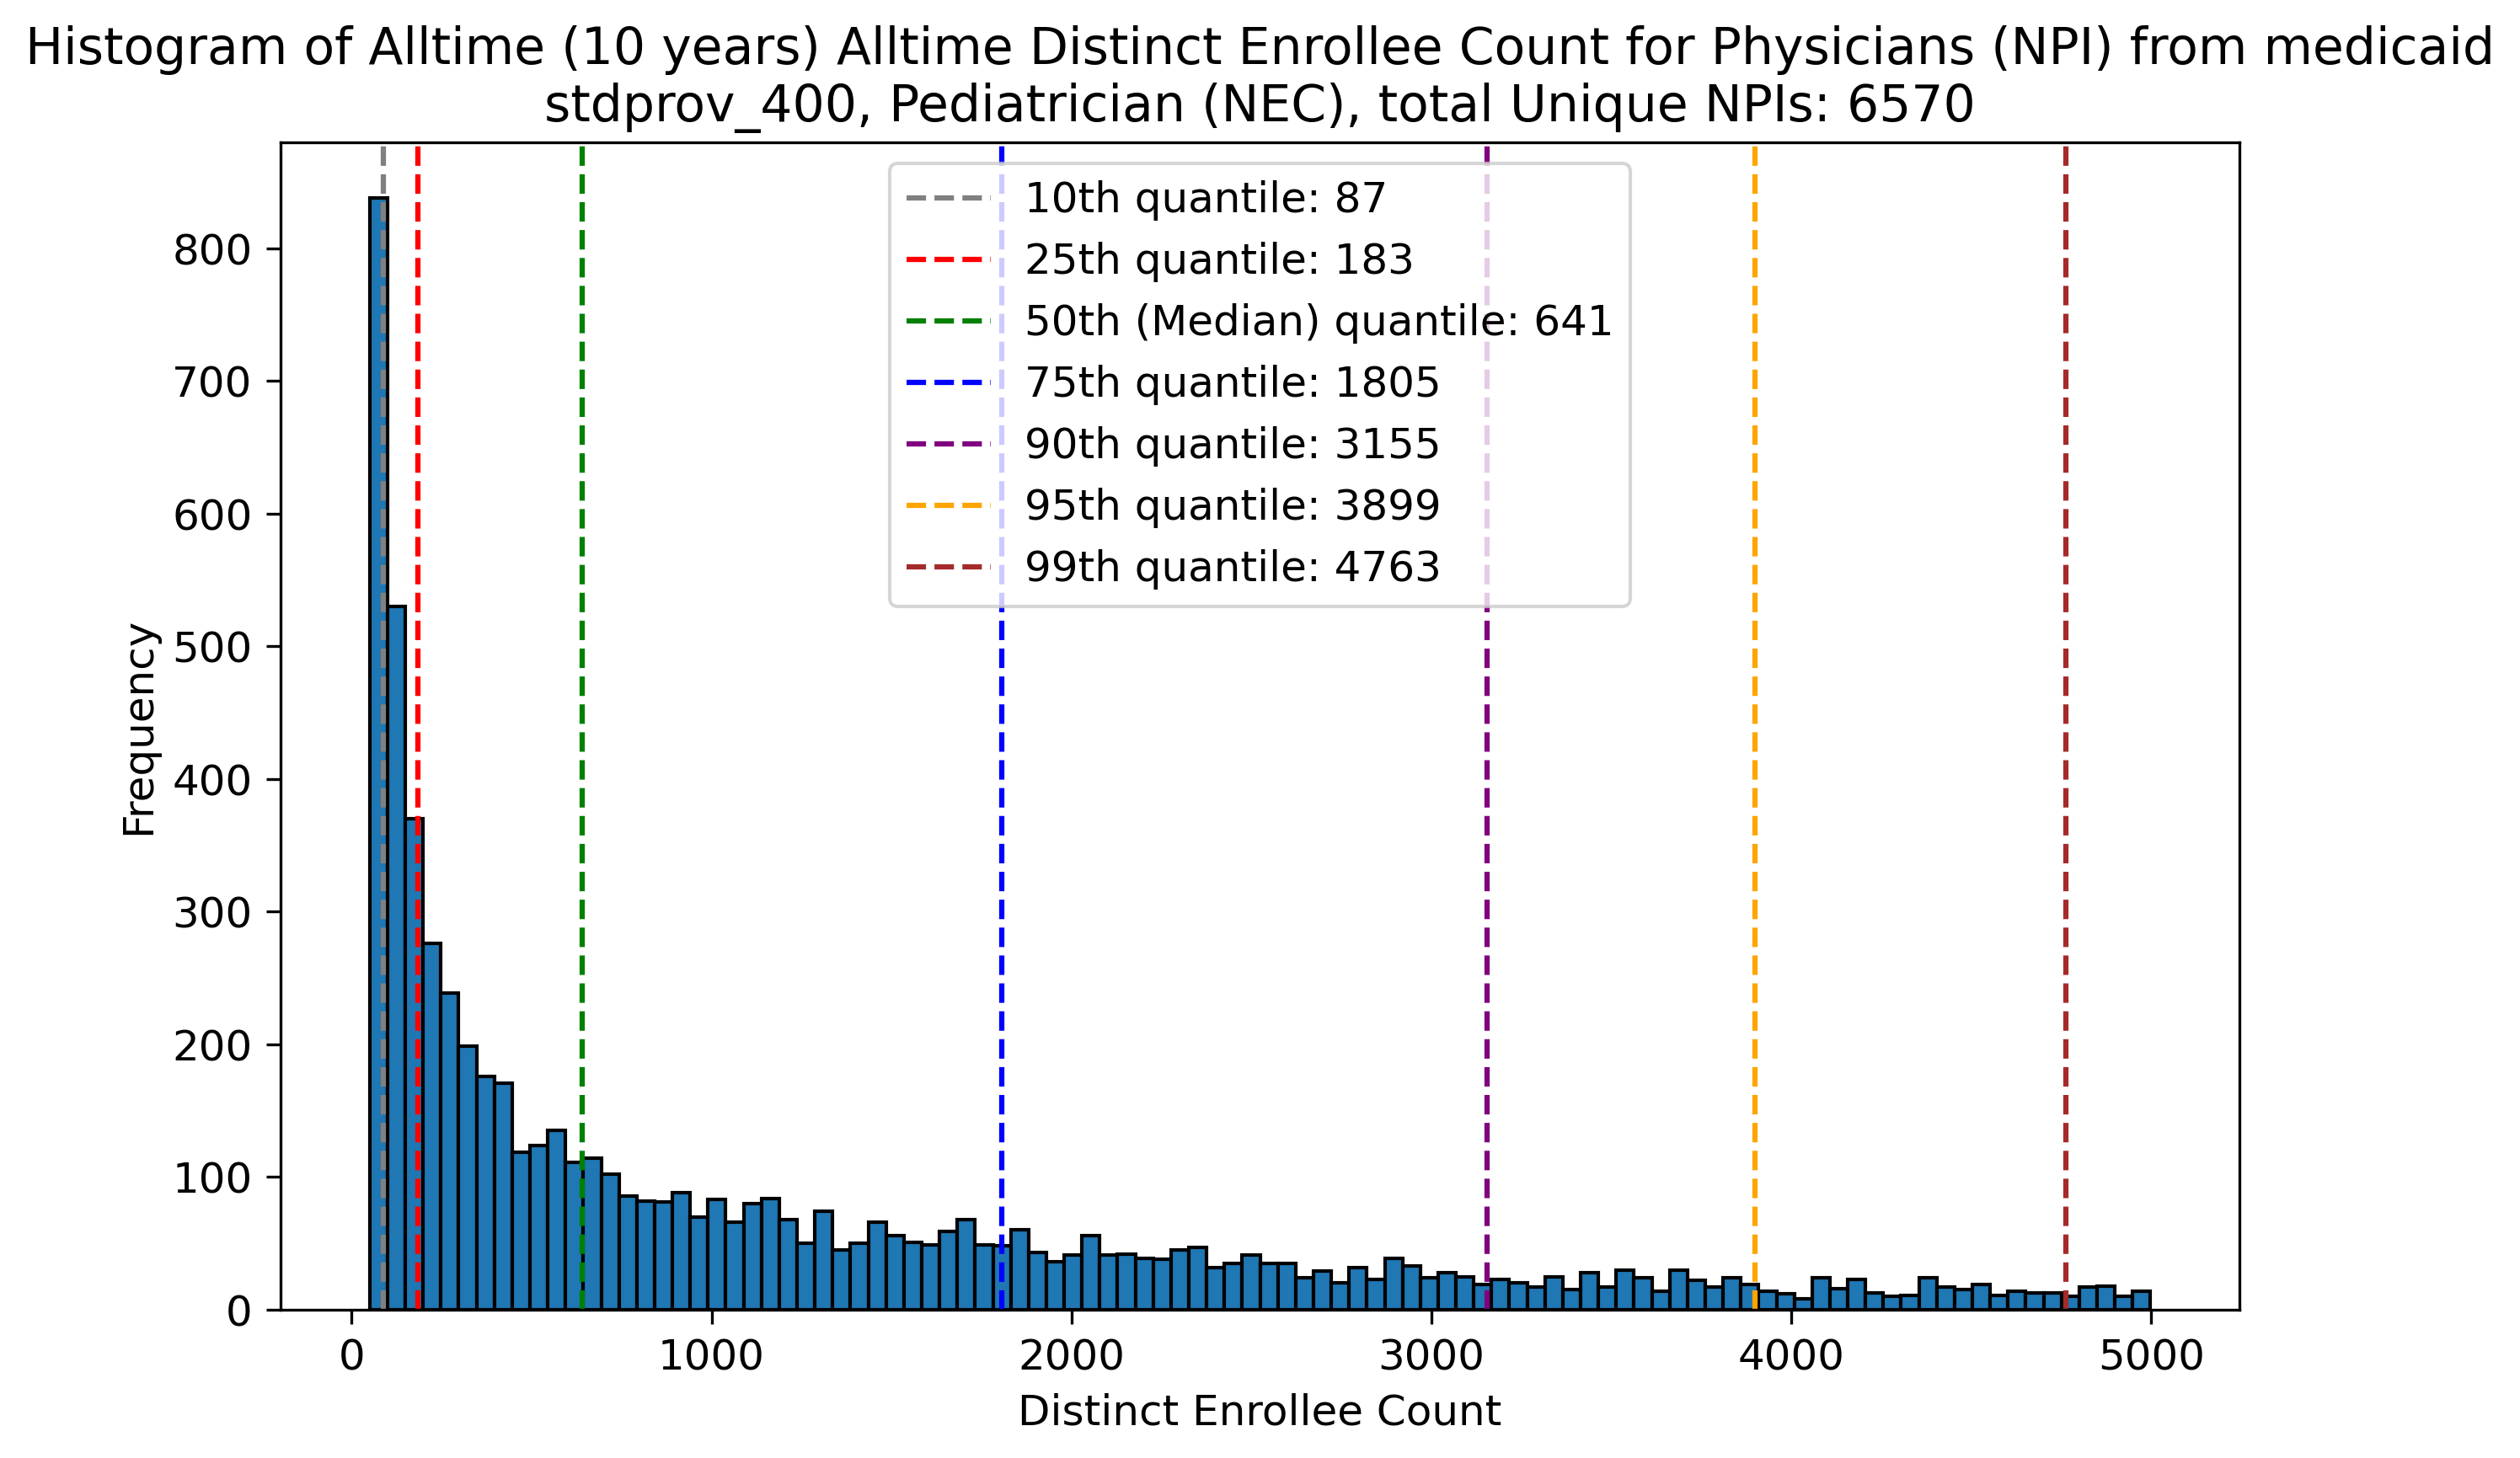 Histogram of Alltime (10 years) Alltime Distinct Enrollee Count for Physicians (NPI) from medicaid
stdprov_400, Pediatrician (NEC), total Unique NPIs: 6570
10th quantile: 87
25th quantile: 183
50th (Median) quantile: 641
75th quantile: 1805
90th quantile: 3155
95th quantile: 3899
99th quantile: 4763
Frequency
800
700
600
500
400
300
200
100
0
0 1000 2000 3000 4000 5000
Distinct Enrollee Count